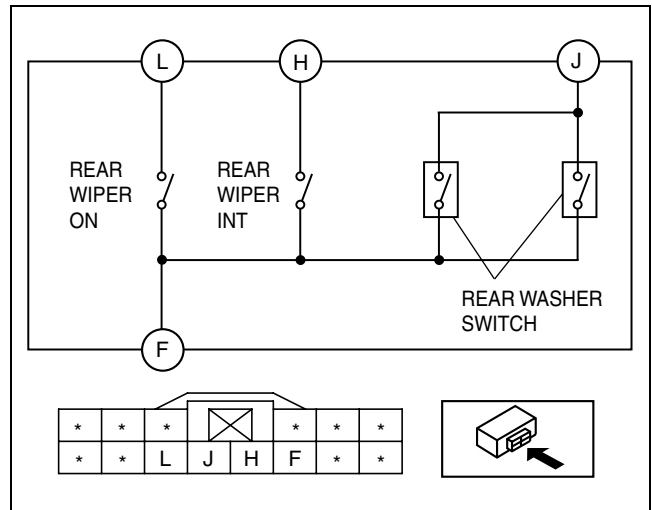 L
H
J
REAR
WIPER
ON
REAR
WIPER
INT
REAR WASHER
SWITCH
F
* * * * * *
* * L J H F * *